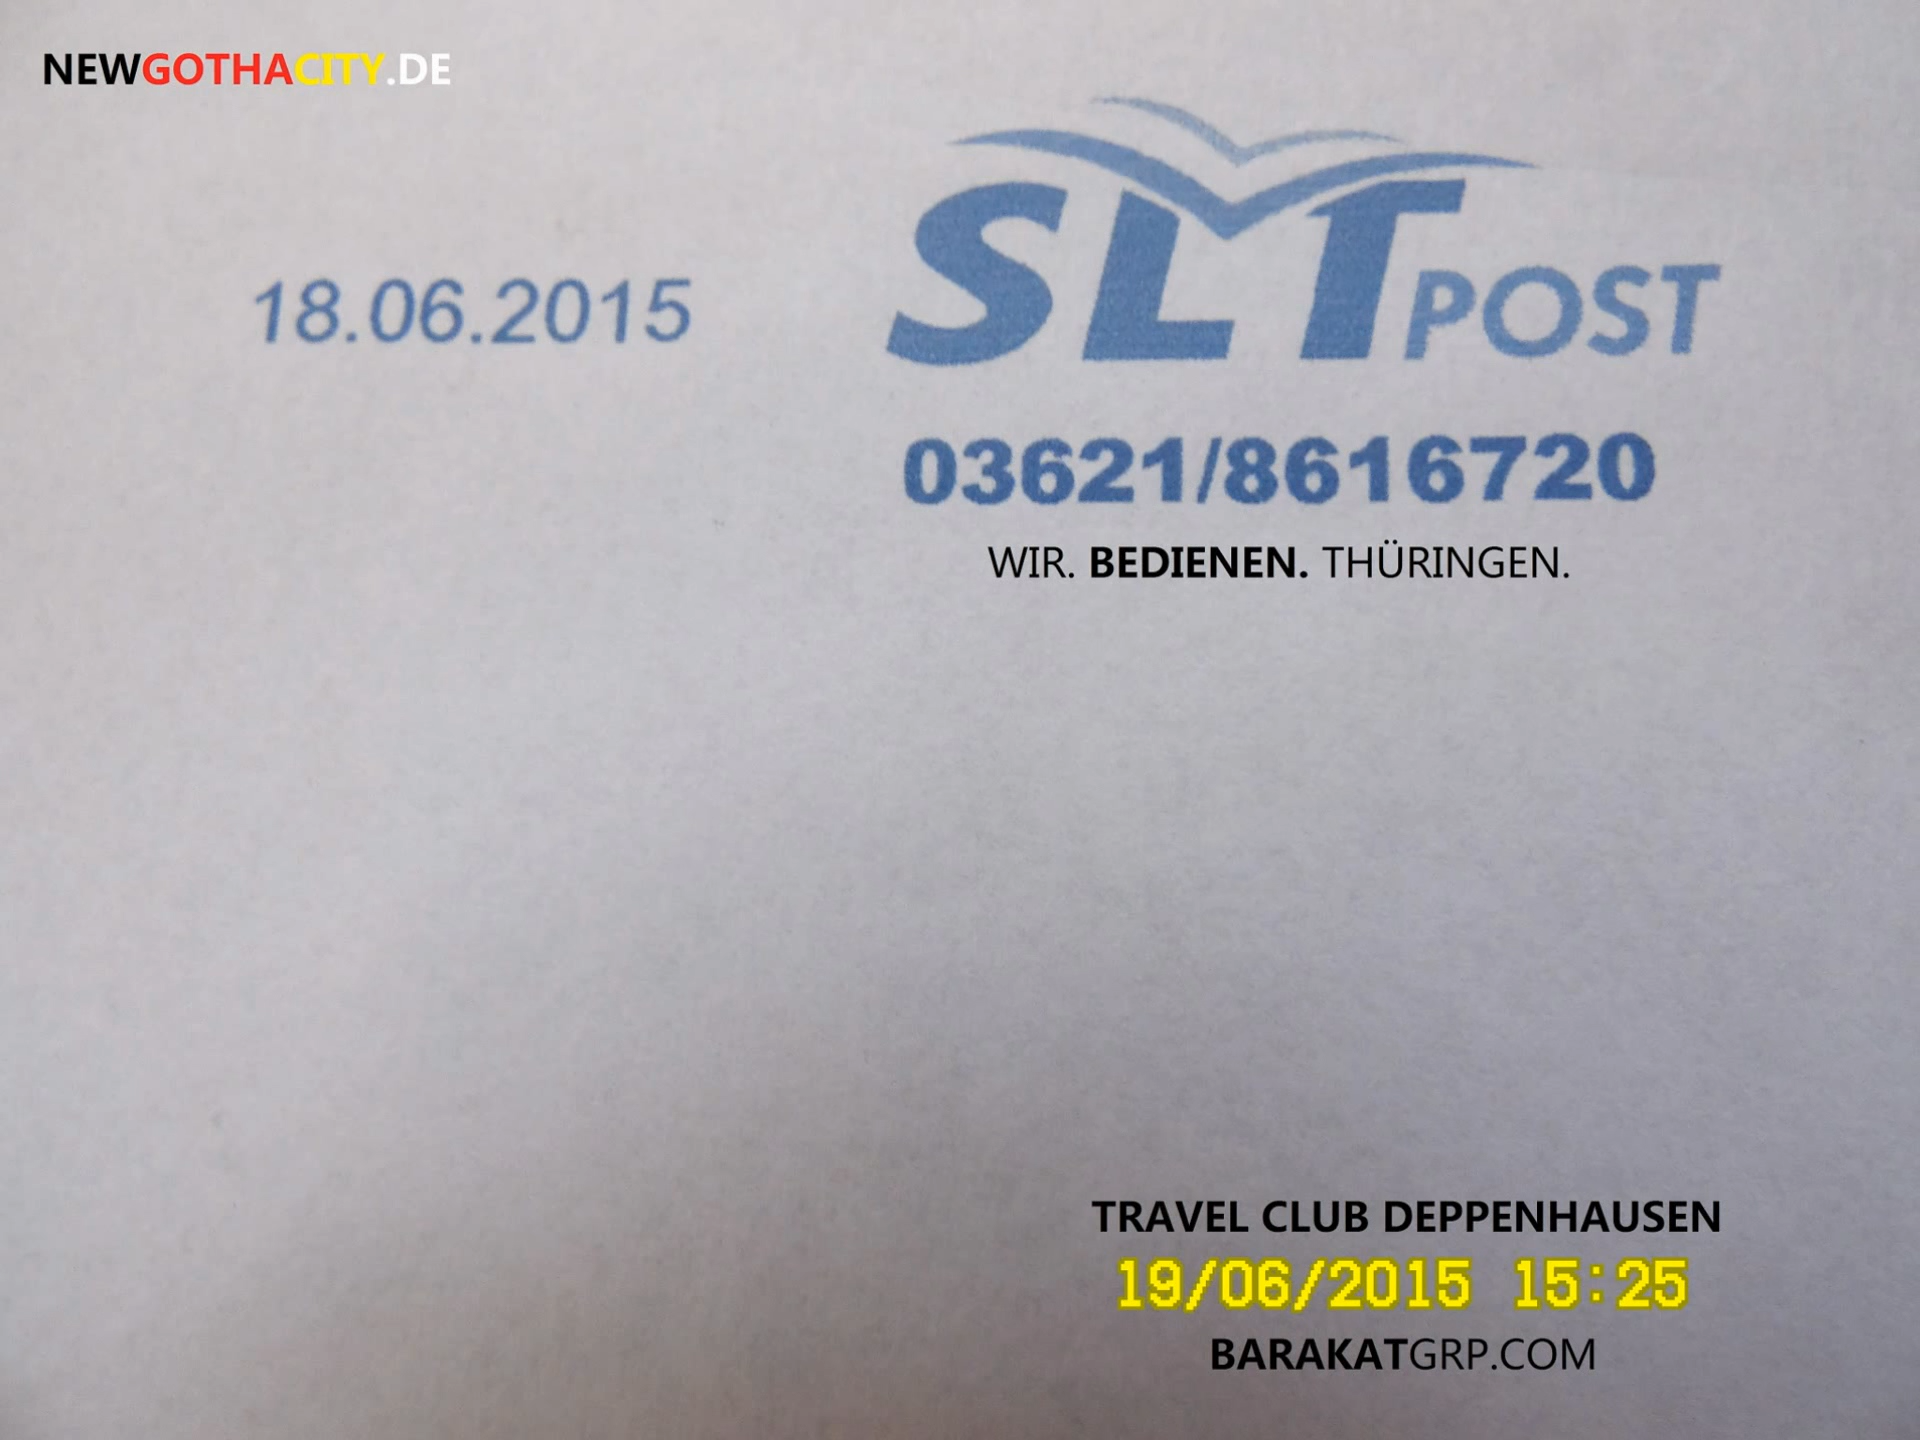 NEWGOTHACITY.DE
18.06.2015
SLT POST
03621/8616720
WIR. BEDIENEN. THÜRINGEN.
TRAVEL CLUB DEPPENHAUSEN
19/06/2015 15:25
BARAKATGRP.COM